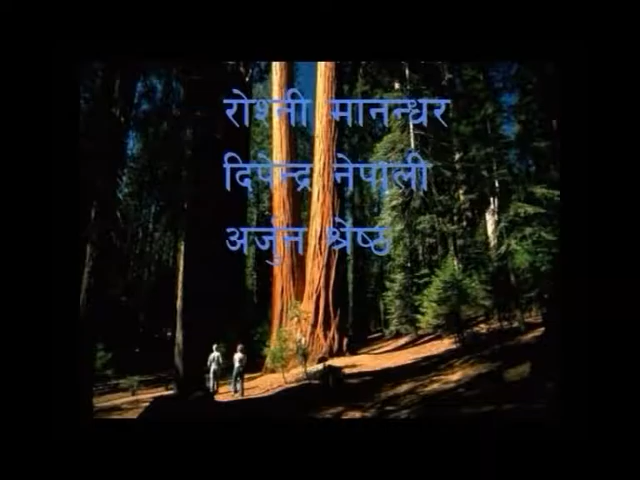 रोश्नी मानन्धर
दिपेन्द्र नेपाली
अर्जुन श्रेष्ठ